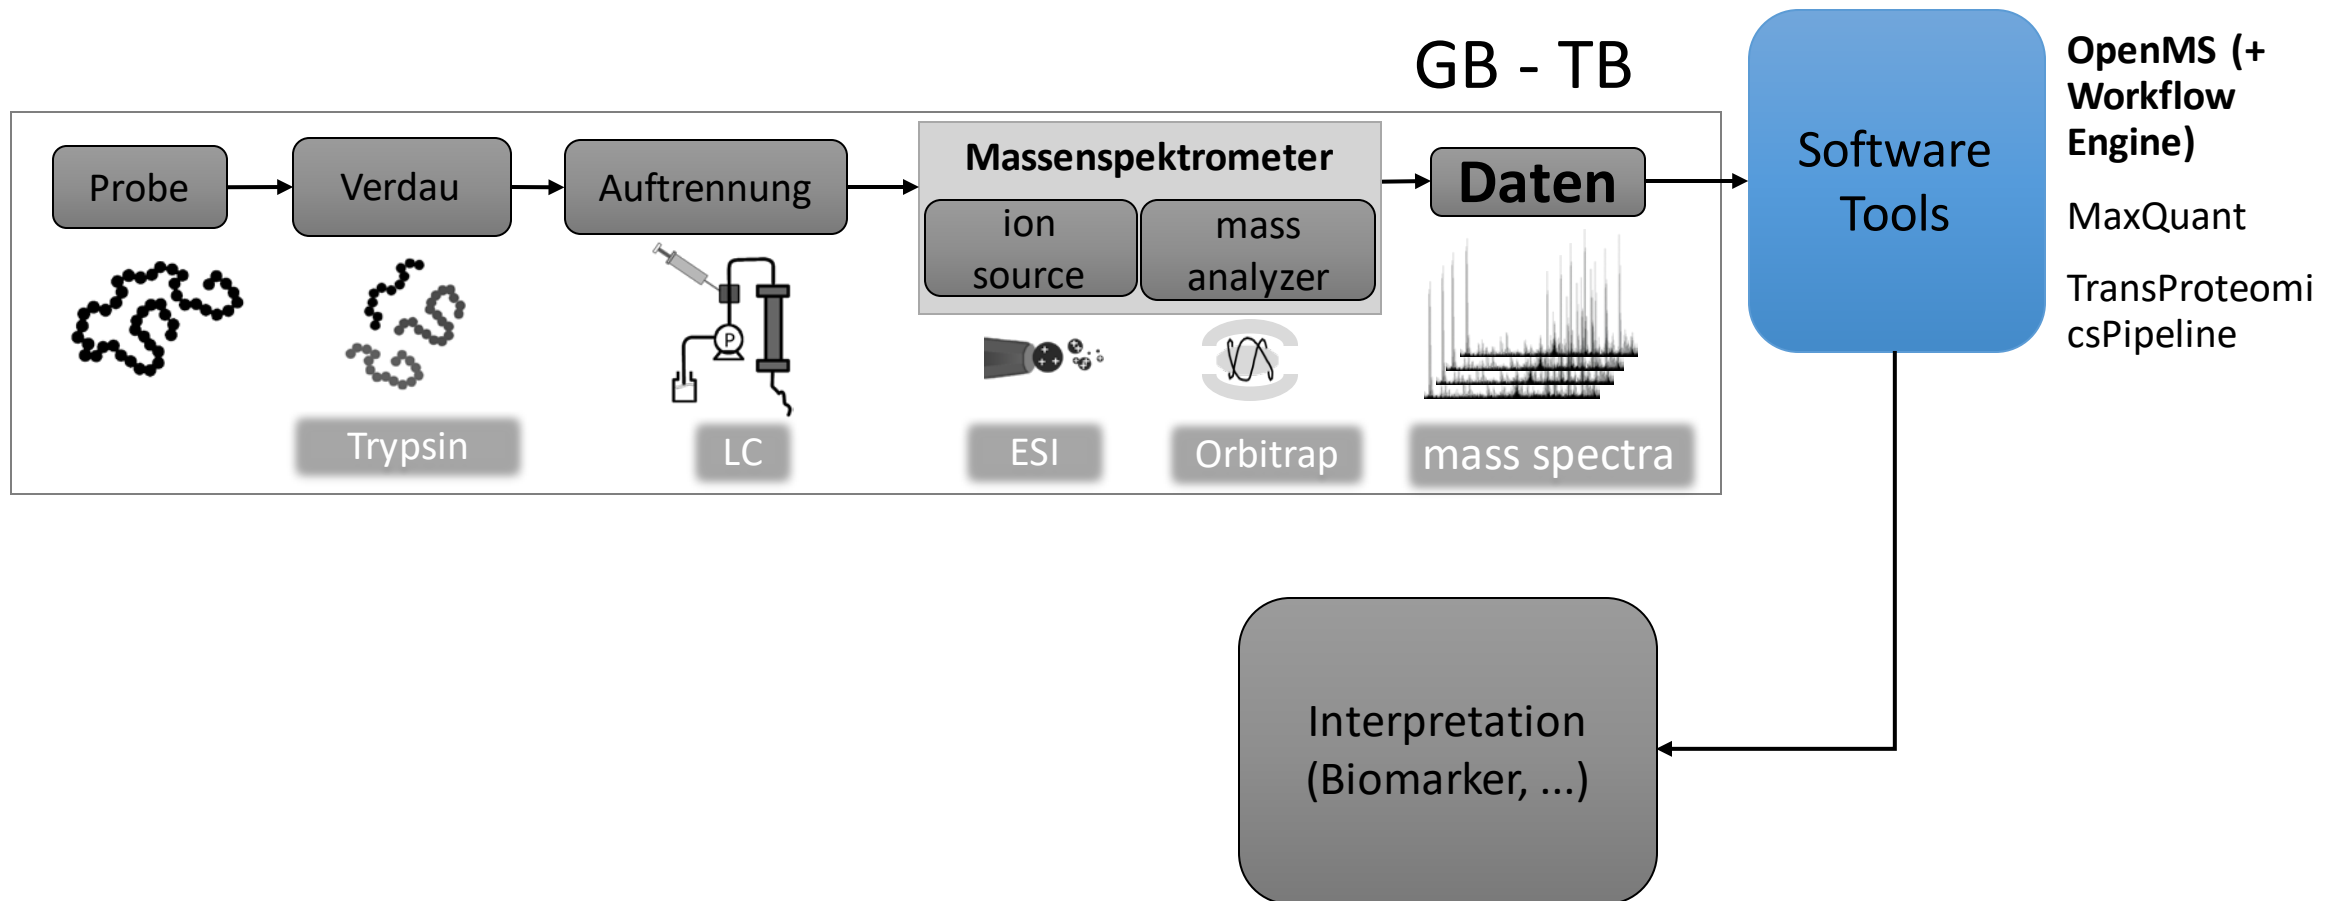 GB - TB
Probe
Verdau
Auftrennung
Massenspektrometer
ion
source
mass
analyzer
Daten
P
Trypsin
LC
ESI
Orbitrap
mass spectra
Software
Tools
OpenMS (+
Workflow
Engine)
MaxQuant
TransProteomi
csPipeline
Interpretation
(Biomarker, ...)